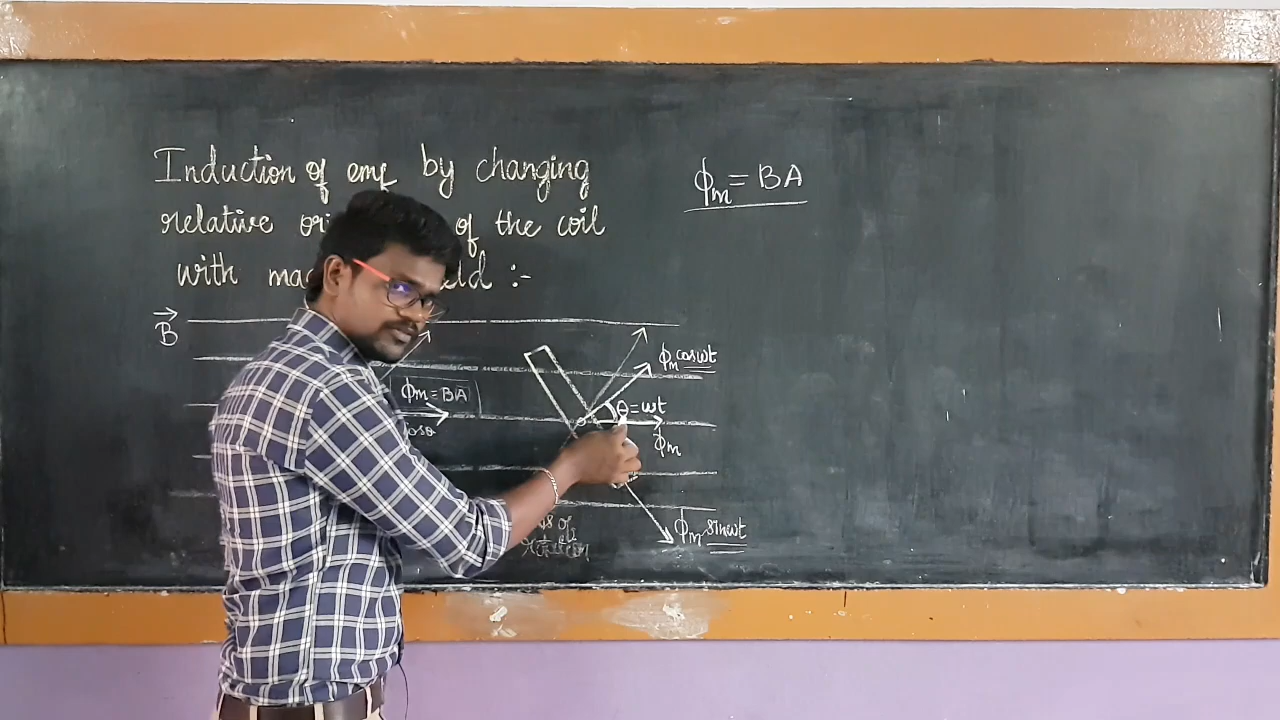 Induction of emf by changing
relative of the coil
with :-
ϕm = BA
B
ϕm = BA
ϕm cosωt
θ = ωt
ϕm
ϕm sinωt